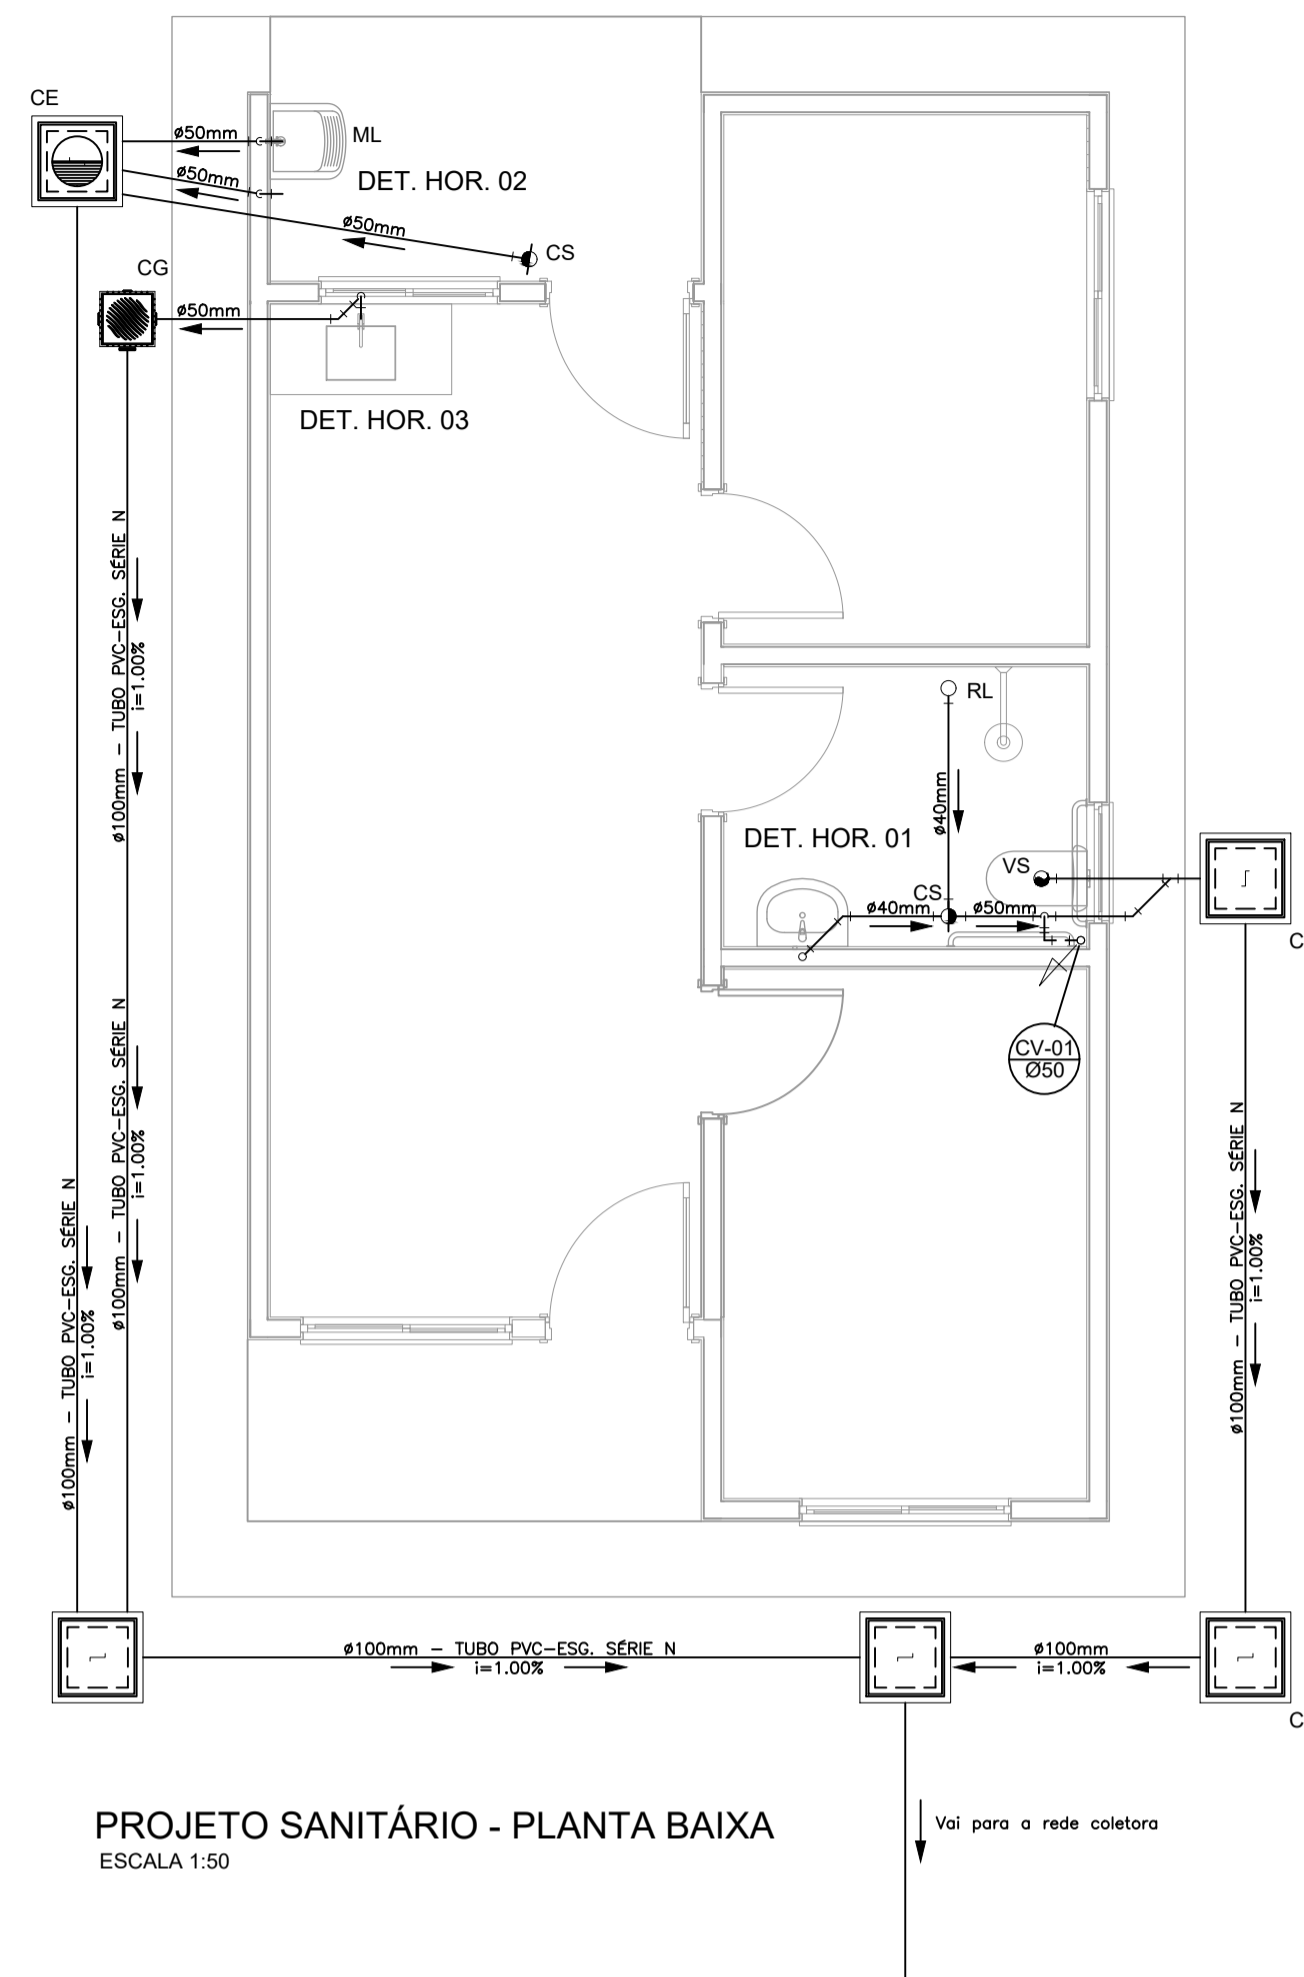 CE
ø50mm
ML
ø50mm
DET. HOR. 02
ø50mm
CS
CG
ø50mm
DET. HOR. 03
ø100mm – TUBO PVC–ESG. SÉRIE N
i=1.00%
RL
ø40mm
DET. HOR. 01
VS
CS
ø40mm
ø50mm
C
CV-01
Ø50
ø100mm – TUBO PVC–ESG. SÉRIE N
i=1.00%
ø100mm – TUBO PVC–ESG. SÉRIE N
i=1.00%
ø100mm – TUBO PVC–ESG. SÉRIE N
i=1.00%
ø100mm – TUBO PVC–ESG. SÉRIE N
i=1.00%
ø100mm
i=1.00%
C
PROJETO SANITÁRIO - PLANTA BAIXA
ESCALA 1:50
Vai para a rede coletora